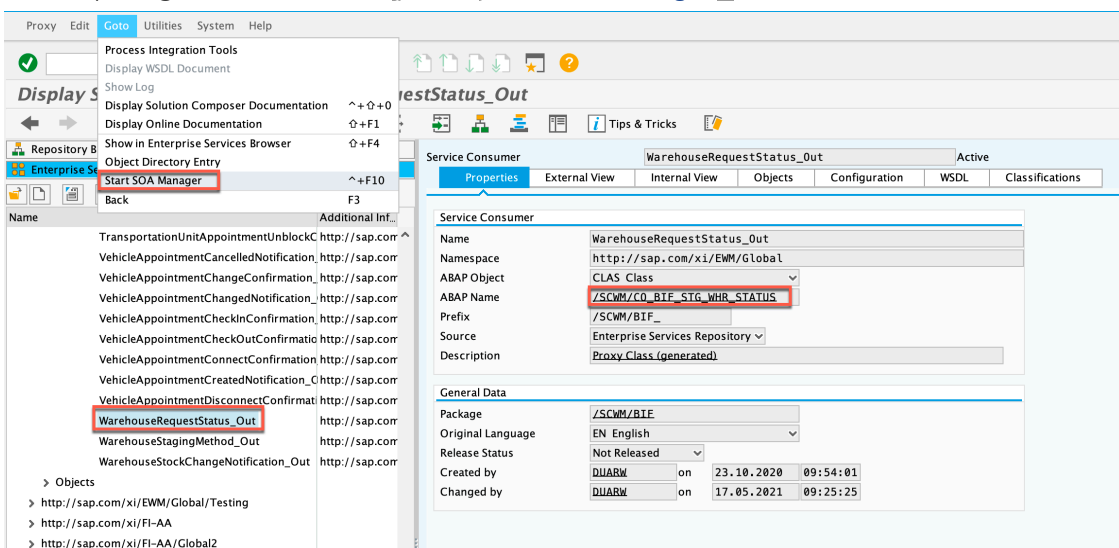 Proxy Edit Goto Utilities System Help
Process Integration Tools
Display WSDL Document
Show Log
Display Solution Composer Documentation ^+⇧+0
Display Online Documentation ⇧+F1
Show in Enterprise Services Browser ⇧+F4
Object Directory Entry
Start SOA Manager ^+F10
Back F3
Display S
estStatus_Out
Tips & Tricks
Repository B
Enterprise Se
Name Additional Inf...
TransportationUnitAppointmentUnblockC http://sap.com
VehicleAppointmentCancelledNotification_ http://sap.com
VehicleAppointmentChangeConfirmation_ http://sap.com
VehicleAppointmentChangedNotification_ http://sap.com
VehicleAppointmentCheckInConfirmation_ http://sap.com
VehicleAppointmentCheckOutConfirmatio http://sap.com
VehicleAppointmentConnectConfirmation http://sap.com
VehicleAppointmentCreatedNotification_O http://sap.com
VehicleAppointmentDisconnectConfirmati http://sap.com
WarehouseRequestStatus_Out http://sap.com
WarehouseStagingMethod_Out http://sap.com
WarehouseStockChangeNotification_Out http://sap.com
Objects
http://sap.com/xi/EWM/Global/Testing
http://sap.com/xi/FI-AA
http://sap.com/xi/FI-AA/Global2
Service Consumer WarehouseRequestStatus_Out Active
Properties External View Internal View Objects Configuration WSDL Classifications
Service Consumer
Name WarehouseRequestStatus_Out
Namespace http://sap.com/xi/EWM/Global
ABAP Object CLAS Class
ABAP Name /SCWM/CO_BIF_STG_WHR_STATUS
Prefix /SCWM/BIF_
Source Enterprise Services Repository
Description Proxy Class (generated)
General Data
Package /SCWM/BIF
Original Language EN English
Release Status Not Released
Created by DUARW on 23.10.2020 09:54:01
Changed by DUARW on 17.05.2021 09:25:25